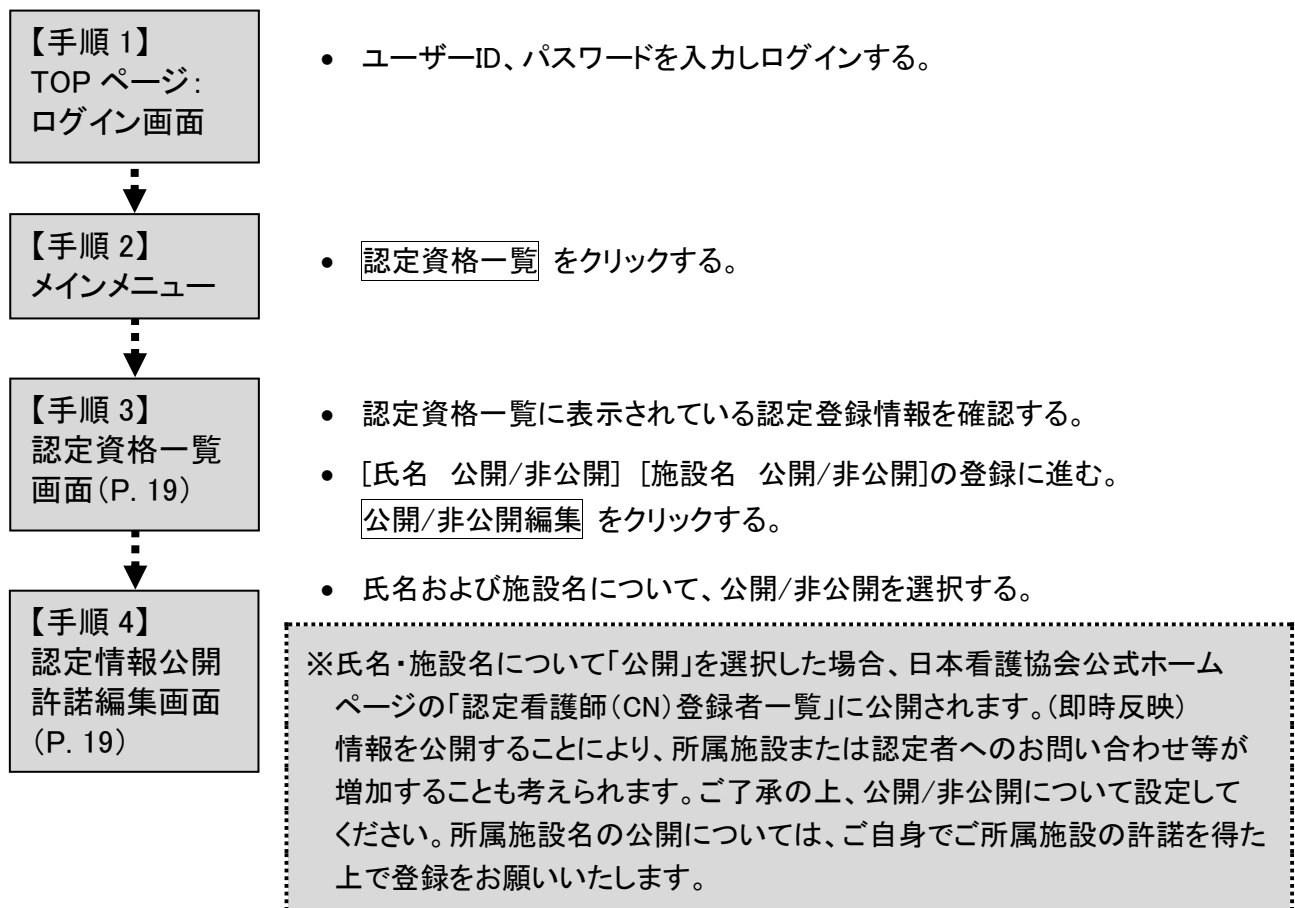 【手順 1】
TOP ページ:
ログイン画面
• ユーザーID、パスワードを入力しログインする。
【手順 2】
メインメニュー
• 認定資格一覧 をクリックする。
【手順 3】
認定資格一覧
画面(P. 19)
• 認定資格一覧に表示されている認定登録情報を確認する。
• [氏名 公開/非公開] [施設名 公開/非公開]の登録に進む。
公開/非公開編集 をクリックする。
【手順 4】
認定情報公開
許諾編集画面
(P. 19)
• 氏名および施設名について、公開/非公開を選択する。
※氏名・施設名について「公開」を選択した場合、日本看護協会公式ホーム
ページの「認定看護師(CN)登録者一覧」に公開されます。(即時反映)
情報を公開することにより、所属施設または認定者へのお問い合わせ等が
増加することも考えられます。ご了承の上、公開/非公開について設定して
ください。所属施設名の公開については、ご自身でご所属施設の許諾を得た
上で登録をお願いいたします。